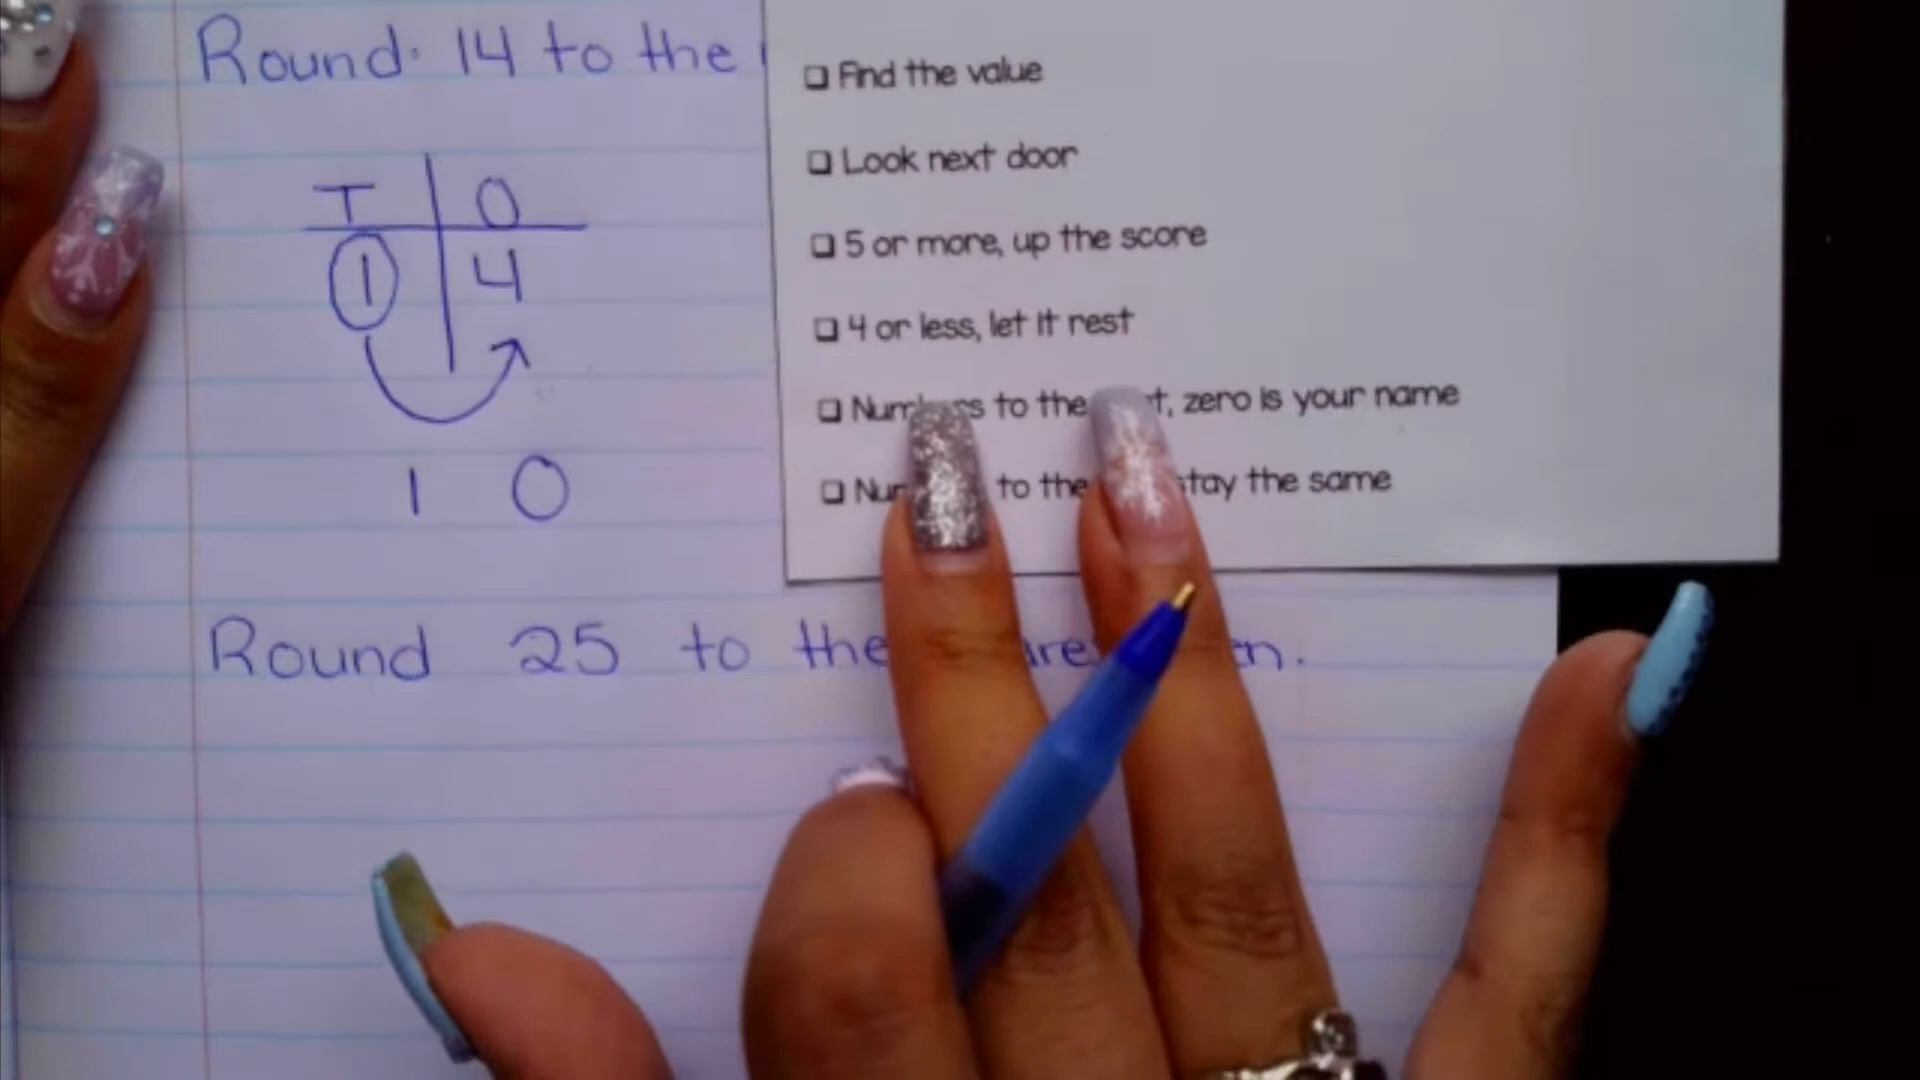 Round: 14 to the
T O
1 4
1 0
Round 25 to the
❑ Find the value
❑ Look next door
❑ 5 or more, up the score
❑ 4 or less, let it rest
❑ to the zero is your name
❑ to the stay the same